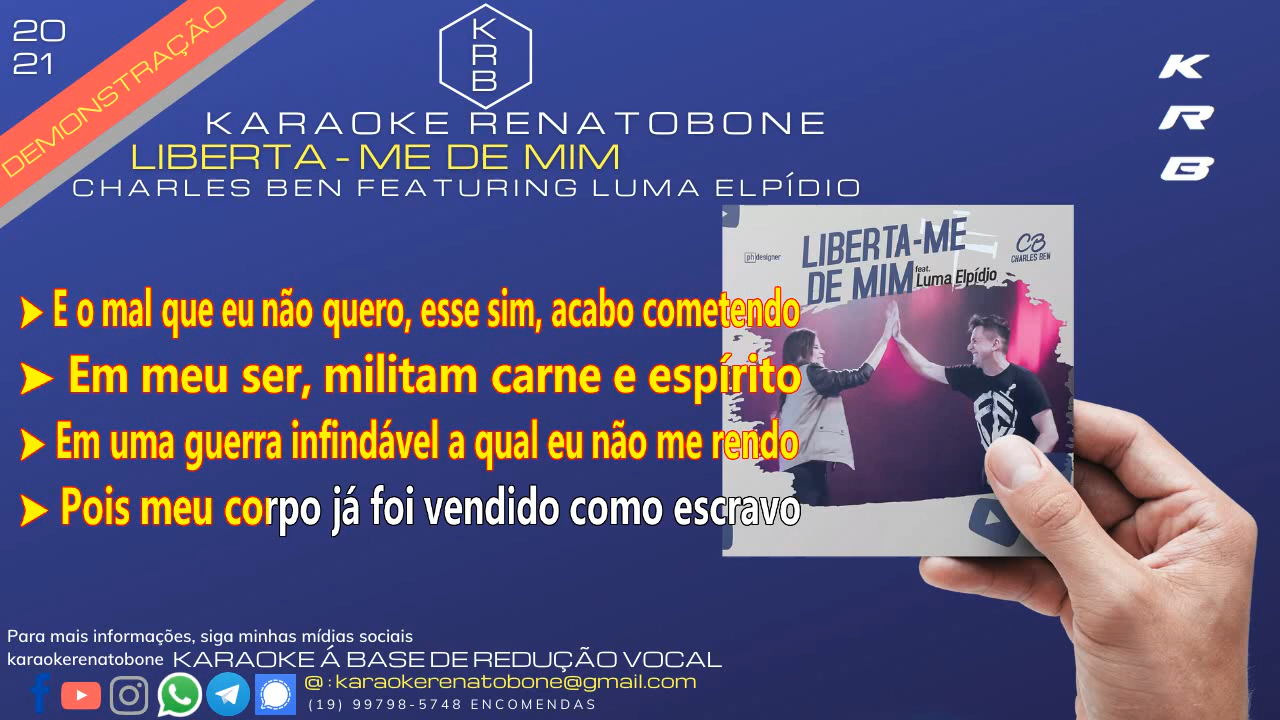 20
21
DEMONSTRAÇÃO
K
R
B
KARAOKE RENATOBONE
LIBERTA-ME DE MIM
CHARLES BEN FEATURING LUMA ELPÍDIO
K
R
B
ph designer
LIBERTA-ME
DE MIM feat. Luma Elpídio
CB
CHARLES BEN
➤ E o mal que eu não quero, esse sim, acabo cometendo
➤ Em meu ser, militam carne e espírito
➤ Em uma guerra infindável a qual eu não me rendo
➤ Pois meu corpo já foi vendido como escravo
Para mais informações, siga minhas mídias sociais
karaokerenatobone KARAOKE Á BASE DE REDUÇÃO VOCAL
@:karaokerenatobone@gmail.com
(19) 99798-5748 ENCOMENDAS